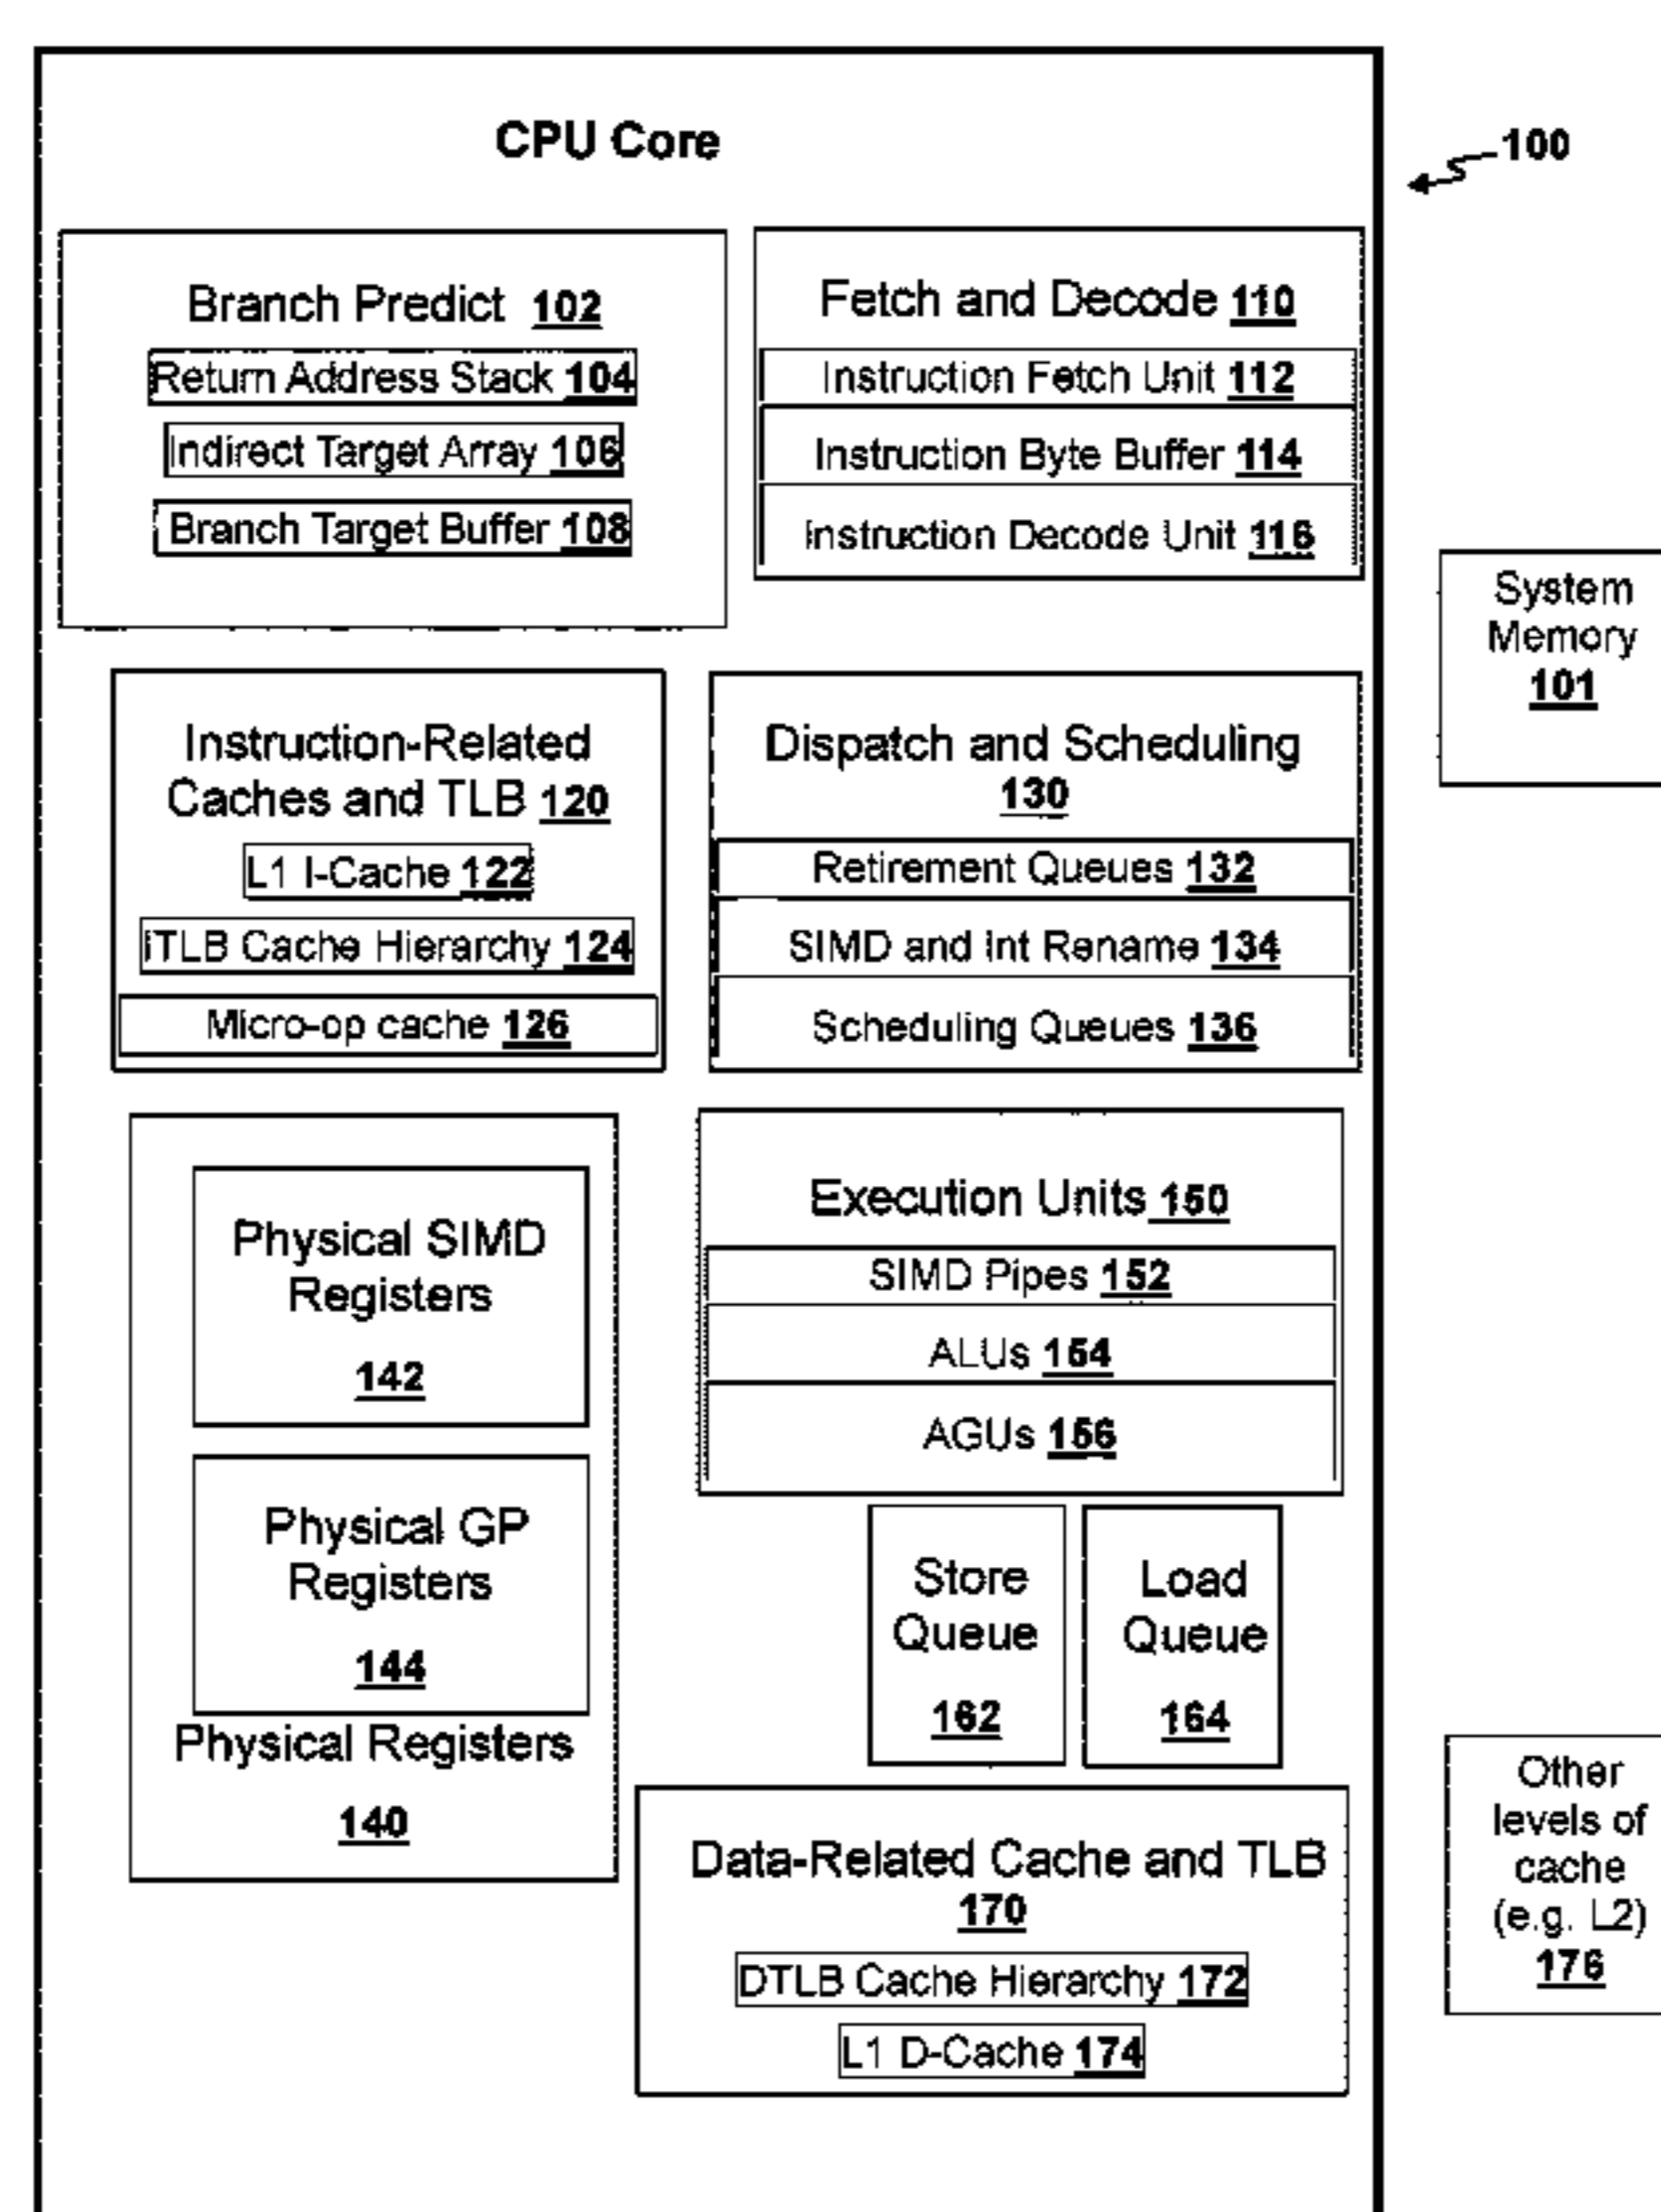 CPU Core
100
Branch Predict 102
Return Address Stack 104
Indirect Target Array 106
Branch Target Buffer 108
Fetch and Decode 110
Instruction Fetch Unit 112
Instruction Byte Buffer 114
Instruction Decode Unit 116
System
Memory
101
Instruction-Related
Caches and TLB 120
L1 I-Cache 122
iTLB Cache Hierarchy 124
Micro-op cache 126
Dispatch and Scheduling
130
Retirement Queues 132
SIMD and Int Rename 134
Scheduling Queues 136
Physical SIMD
Registers
142
Physical GP
Registers
144
Physical Registers
140
Execution Units 150
SIMD Pipes 152
ALUs 154
AGUs 156
Store
Queue
162
Load
Queue
164
Data-Related Cache and TLB
170
DTLB Cache Hierarchy 172
L1 D-Cache 174
Other
levels of
cache
(e.g. L2)
176